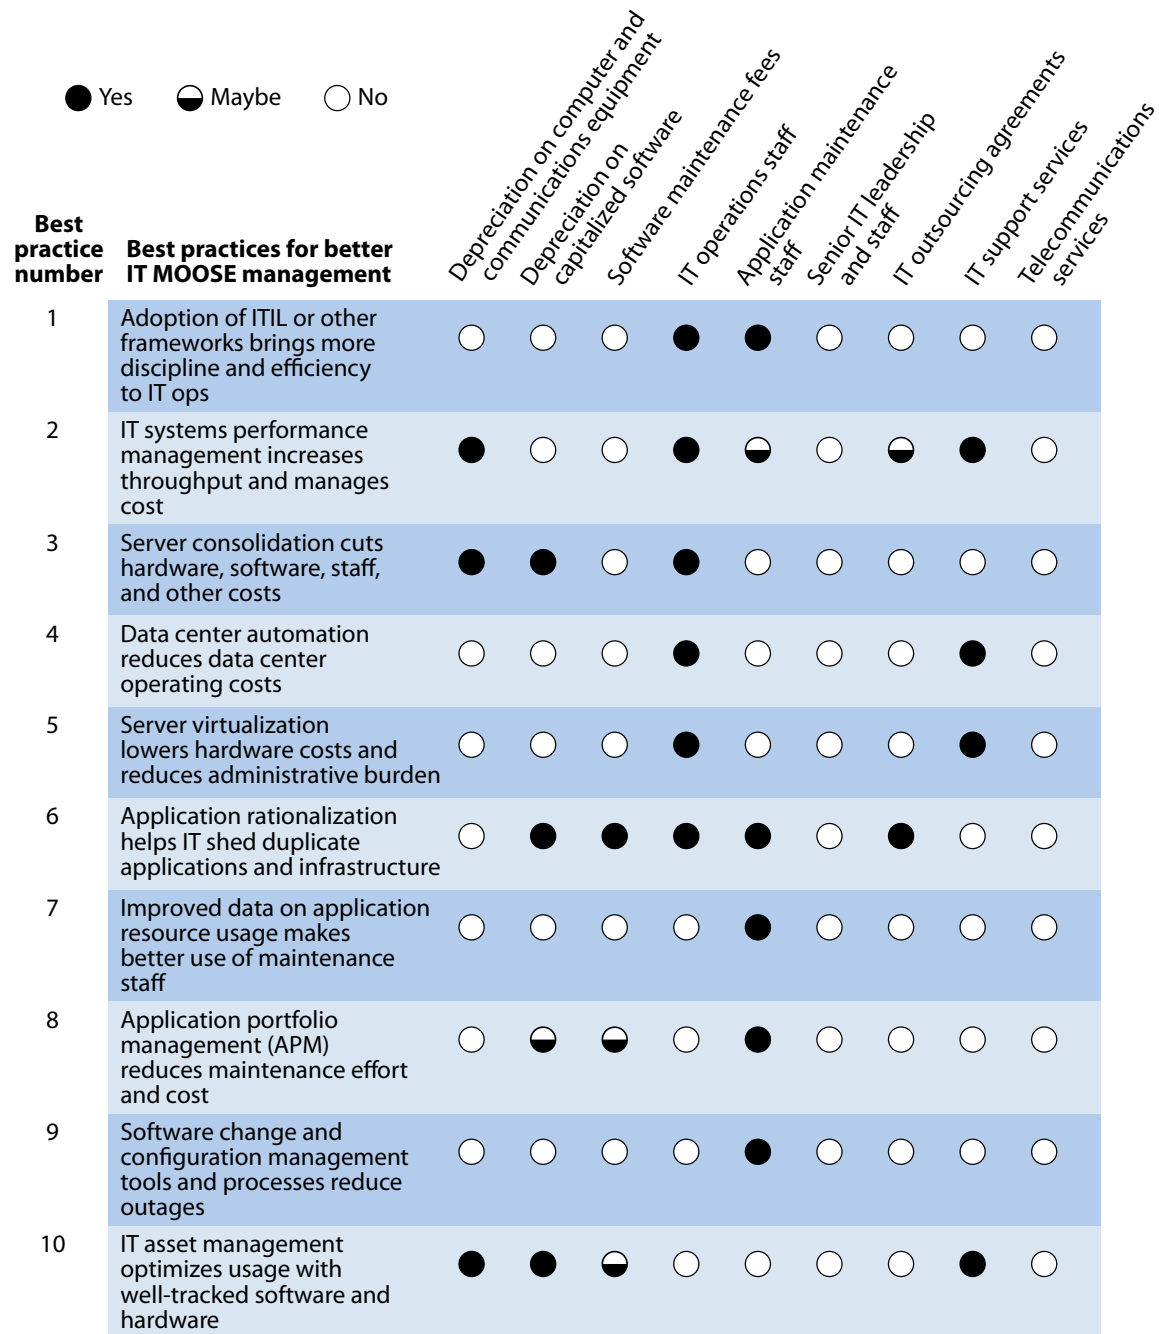 Yes
Maybe
No
Depreciation on computer and
communications equipment
Depreciation on
capitalized software
Software maintenance fees
IT operations staff
Application maintenance
staff
Senior IT leadership
and staff
IT outsourcing agreements
IT support services
Telecommunications
services
Best
practice
number
Best practices for better
IT MOOSE management
1
Adoption of ITIL or other
frameworks brings more
discipline and efficiency
to IT ops
2
IT systems performance
management increases
throughput and manages
cost
3
Server consolidation cuts
hardware, software, staff,
and other costs
4
Data center automation
reduces data center
operating costs
5
Server virtualization
lowers hardware costs and
reduces administrative burden
6
Application rationalization
helps IT shed duplicate
applications and infrastructure
7
Improved data on application
resource usage makes
better use of maintenance
staff
8
Application portfolio
management (APM)
reduces maintenance effort
and cost
9
Software change and
configuration management
tools and processes reduce
outages
10
IT asset management
optimizes usage with
well-tracked software and
hardware